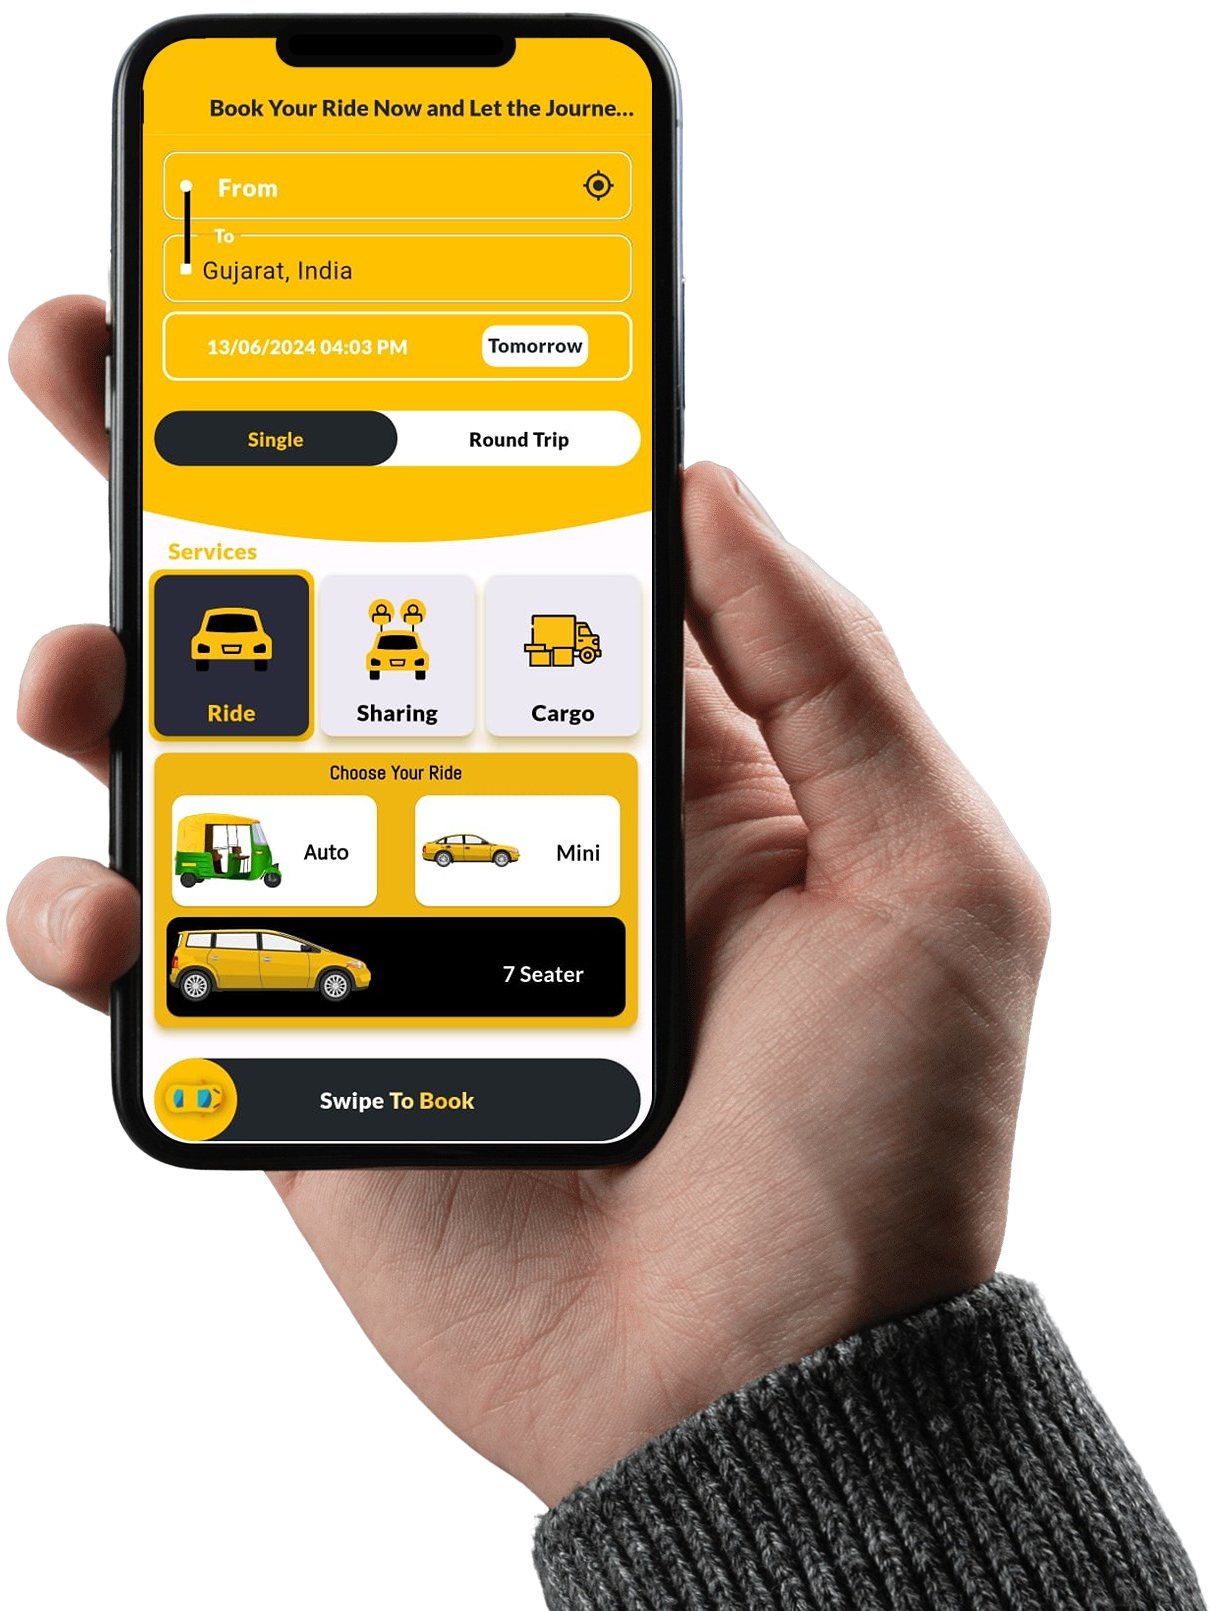 Book Your Ride Now and Let the Journe...
From
To
Gujarat, India
13/06/2024 04:03 PM
Tomorrow
Single
Round Trip
Services
Ride
Sharing
Cargo
Choose Your Ride
Auto
Mini
7 Seater
Swipe To Book